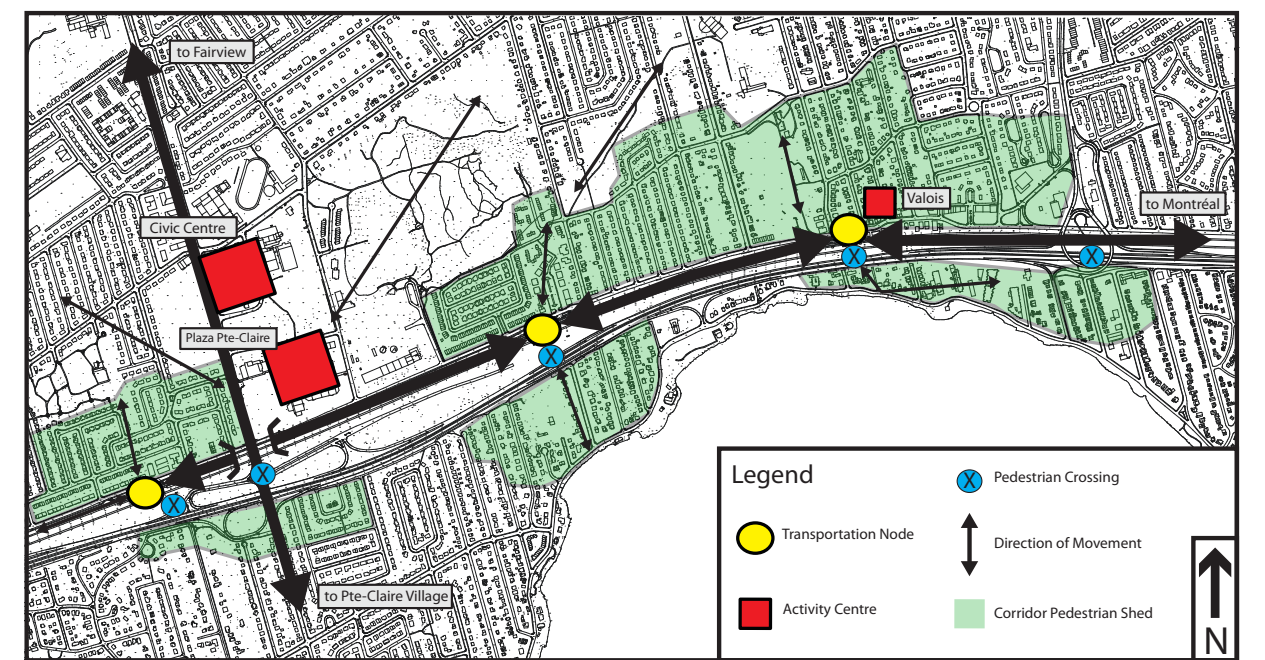 to Fairview
Valois
to Montréal
Civic Centre
Plaza Pte-Claire
X
X
X
X
X
to Pte-Claire Village
Legend
X Pedestrian Crossing
Transportation Node
Direction of Movement
Activity Centre
Corridor Pedestrian Shed
N